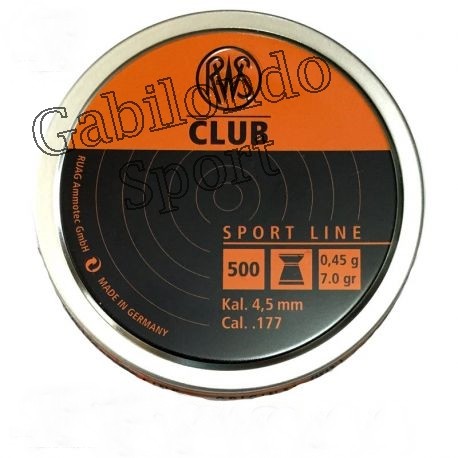 RWS
CLUB
Gabilondo
Sport
SPORT LINE
500
0,45 g
7.0 gr
Kal. 4,5 mm
Cal. .177
RUAG Ammotec GmbH
MADE IN GERMANY